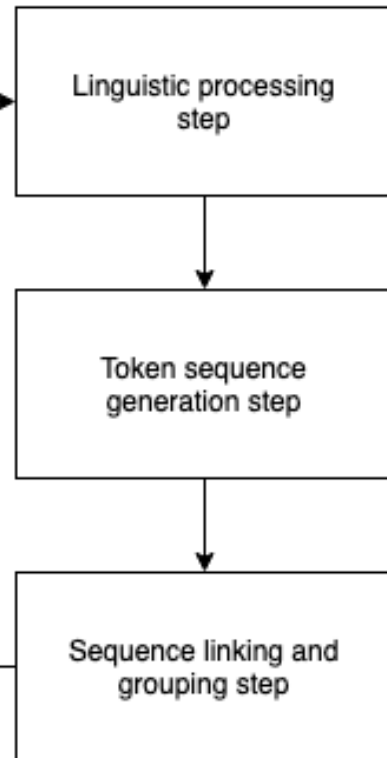 Linguistic processing
step
Token sequence
generation step
Sequence linking and
grouping step